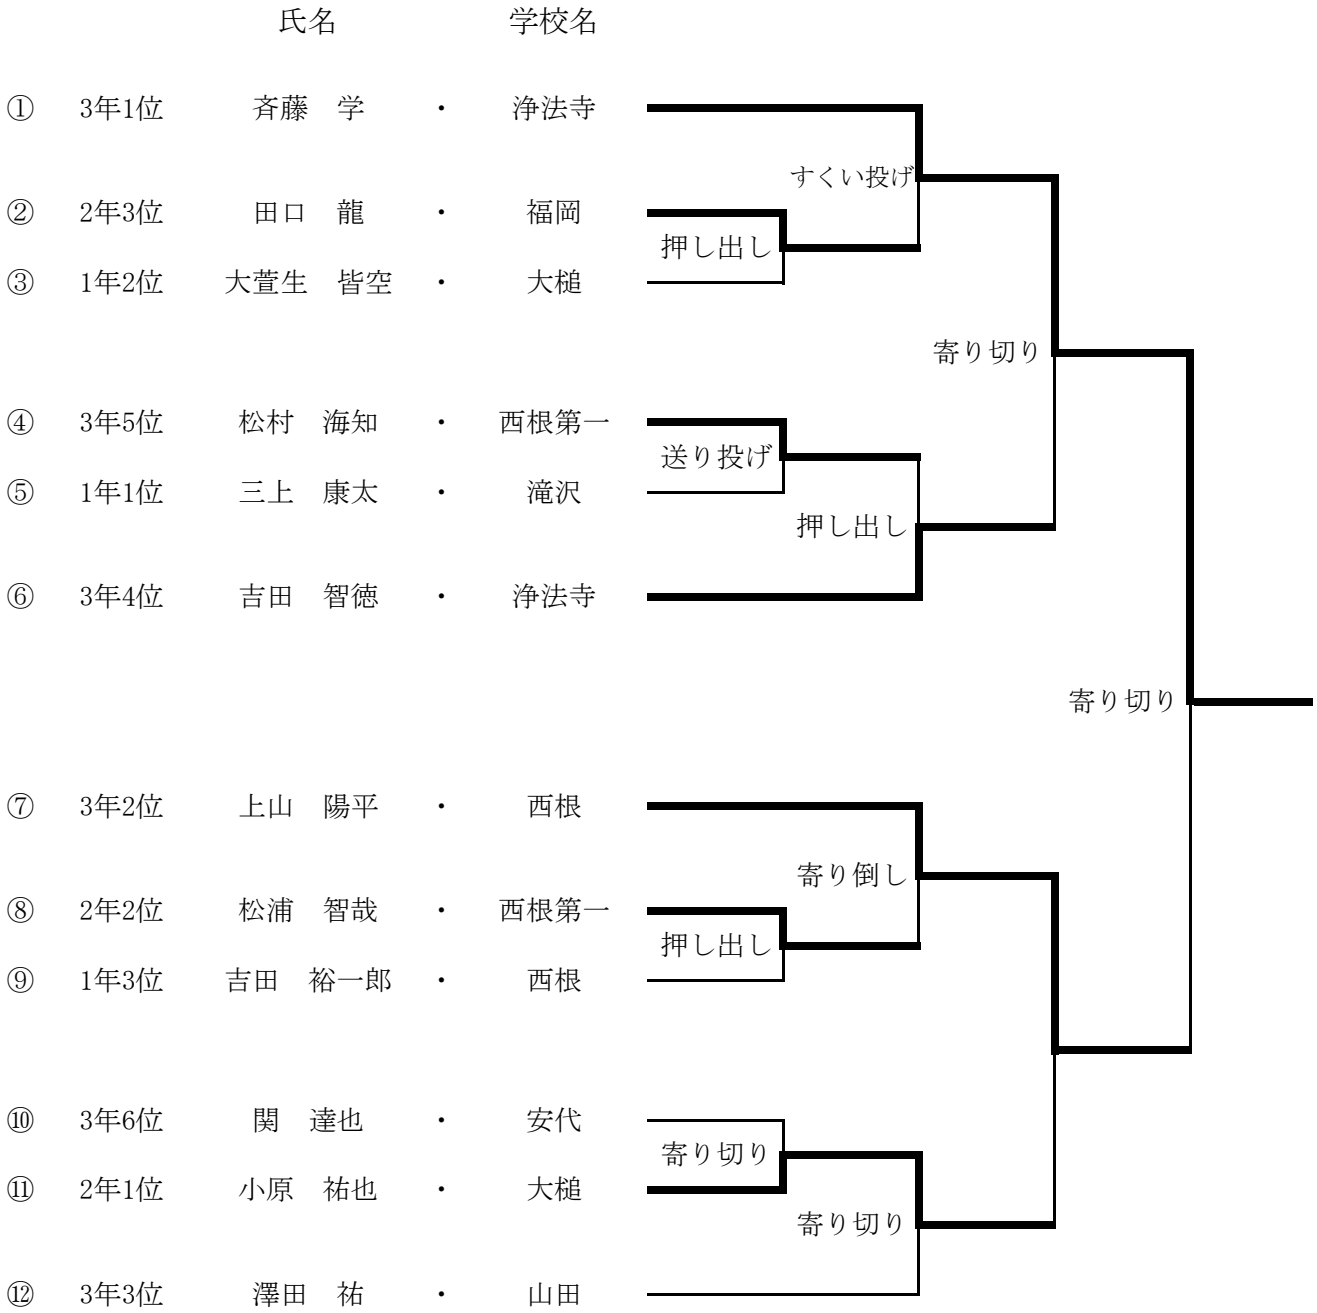 氏名 学校名
① 3年1位 斉藤 学 ・ 浄法寺
すくい投げ
② 2年3位 田口 龍 ・ 福岡
押し出し
③ 1年2位 大萱生 皆空 ・ 大槌
寄り切り
④ 3年5位 松村 海知 ・ 西根第一
送り投げ
⑤ 1年1位 三上 康太 ・ 滝沢
押し出し
⑥ 3年4位 吉田 智徳 ・ 浄法寺
寄り切り
⑦ 3年2位 上山 陽平 ・ 西根
寄り倒し
⑧ 2年2位 松浦 智哉 ・ 西根第一
押し出し
⑨ 1年3位 吉田 裕一郎 ・ 西根
⑩ 3年6位 関 達也 ・ 安代
寄り切り
⑪ 2年1位 小原 祐也 ・ 大槌
寄り切り
⑫ 3年3位 澤田 祐 ・ 山田